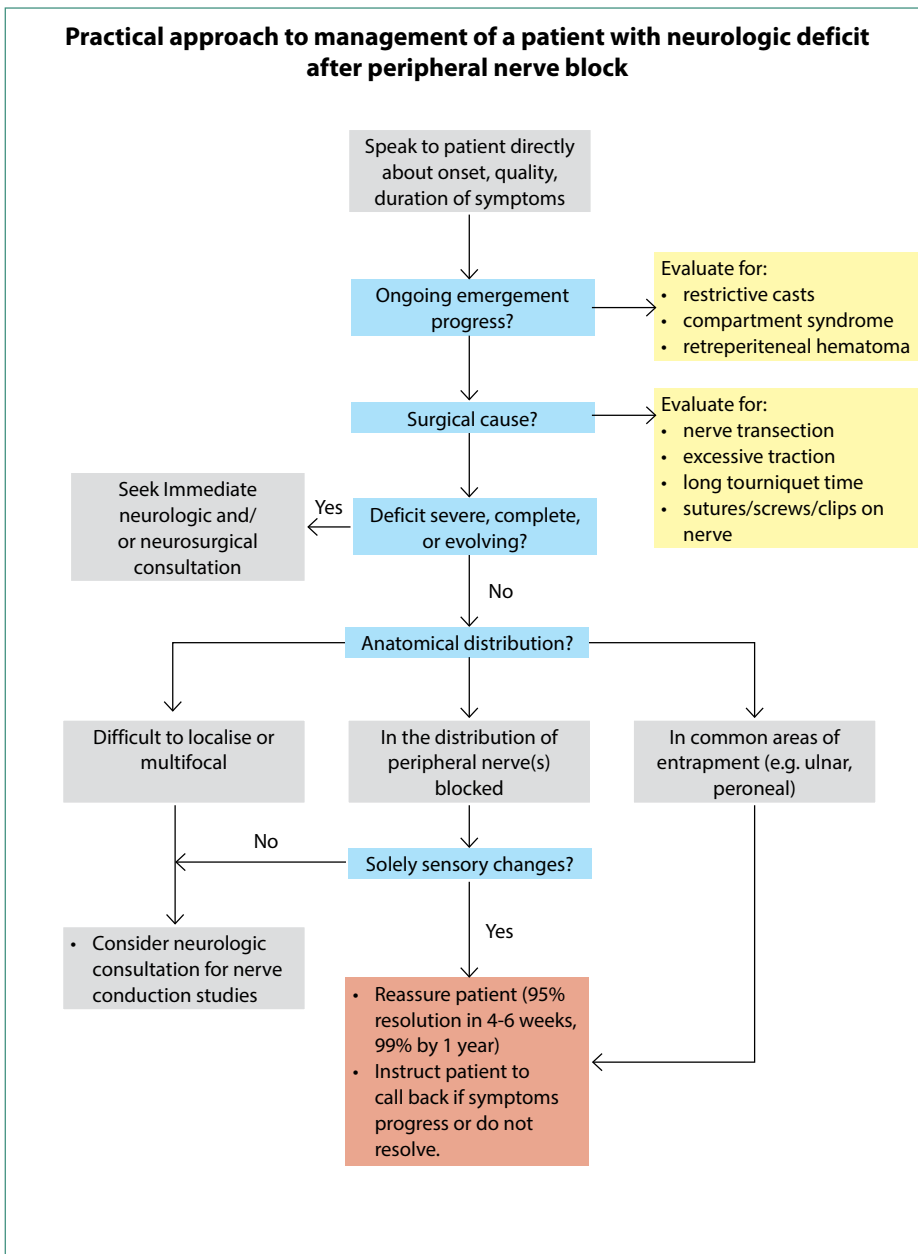 Practical approach to management of a patient with neurologic deficit
after peripheral nerve block
Speak to patient directly
about onset, quality,
duration of symptoms
Ongoing emergement
progress?
Evaluate for:
• restrictive casts
• compartment syndrome
• retreperiteneal hematoma
Surgical cause?
Evaluate for:
• nerve transection
• excessive traction
• long tourniquet time
• sutures/screws/clips on
nerve
Seek Immediate
neurologic and/
or neurosurgical
consultation
Yes
Deficit severe, complete,
or evolving?
No
Anatomical distribution?
Difficult to localise or
multifocal
In the distribution of
peripheral nerve(s)
blocked
In common areas of
entrapment (e.g. ulnar,
peroneal)
No
Solely sensory changes?
Yes
• Consider neurologic
consultation for nerve
conduction studies
• Reassure patient (95%
resolution in 4-6 weeks,
99% by 1 year)
• Instruct patient to
call back if symptoms
progress or do not
resolve.